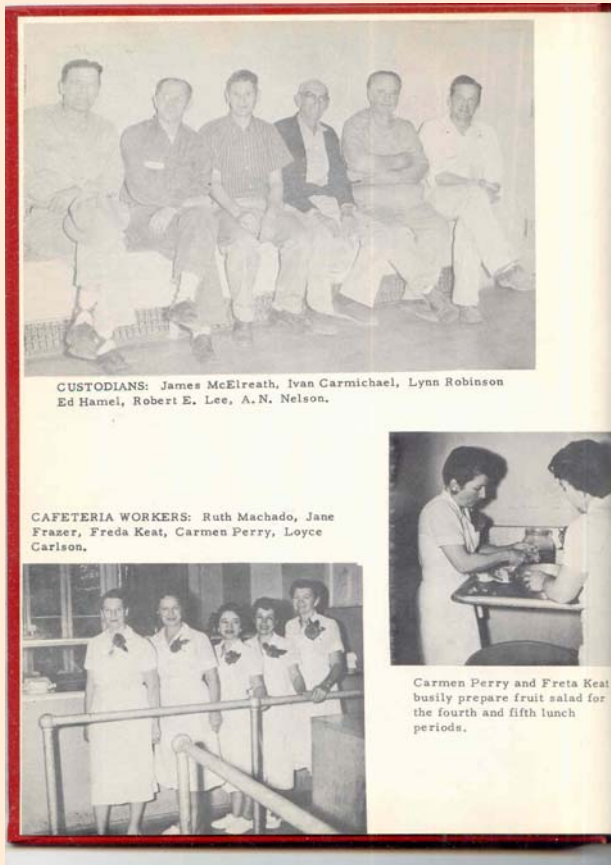 CUSTODIANS: James McElreath, Ivan Carmichael, Lynn Robinson
Ed Hamel, Robert E. Lee, A.N. Nelson.
CAFETERIA WORKERS: Ruth Machado, Jane
Frazer, Freda Keat, Carmen Perry, Loyce
Carlson.
Carmen Perry and Freta Keat
busily prepare fruit salad for
the fourth and fifth lunch
periods.